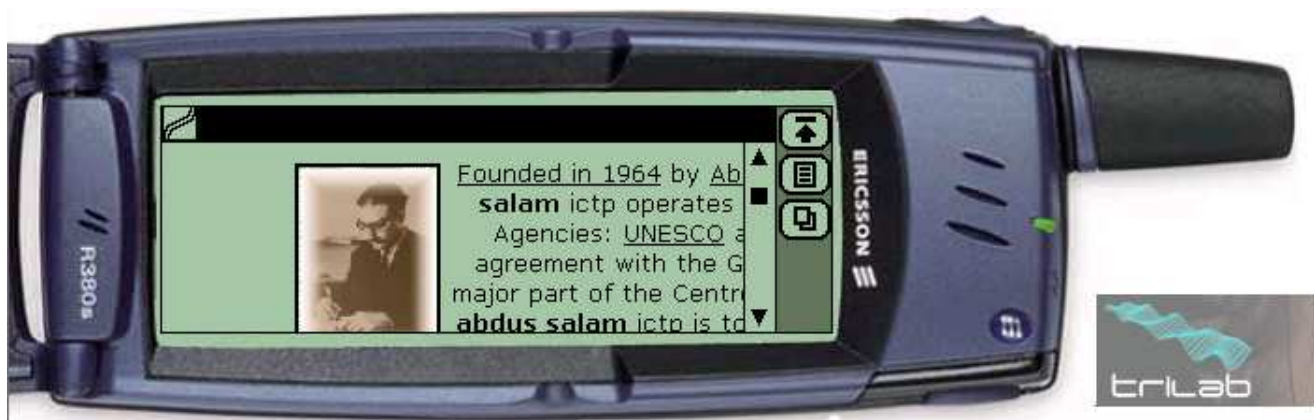 Founded in 1964 by Ab
salam ictp operates
Agencies: UNESCO a
agreement with the G
major part of the Centr
abdus salam ictp is to
ERICSSON
R380s
trilab